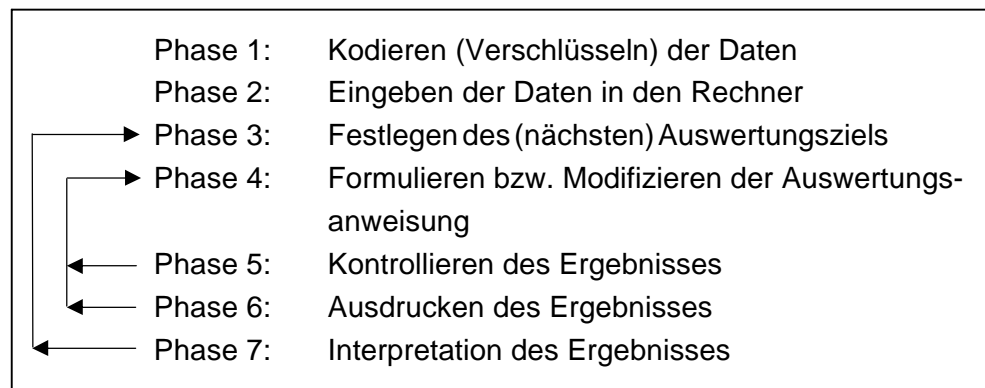 Phase 1: Kodieren (Verschlüsseln) der Daten
Phase 2: Eingeben der Daten in den Rechner
Phase 3: Festlegen des (nächsten) Auswertungsziels
Phase 4: Formulieren bzw. Modifizieren der Auswertungs-
anweisung
Phase 5: Kontrollieren des Ergebnisses
Phase 6: Ausdrucken des Ergebnisses
Phase 7: Interpretation des Ergebnisses